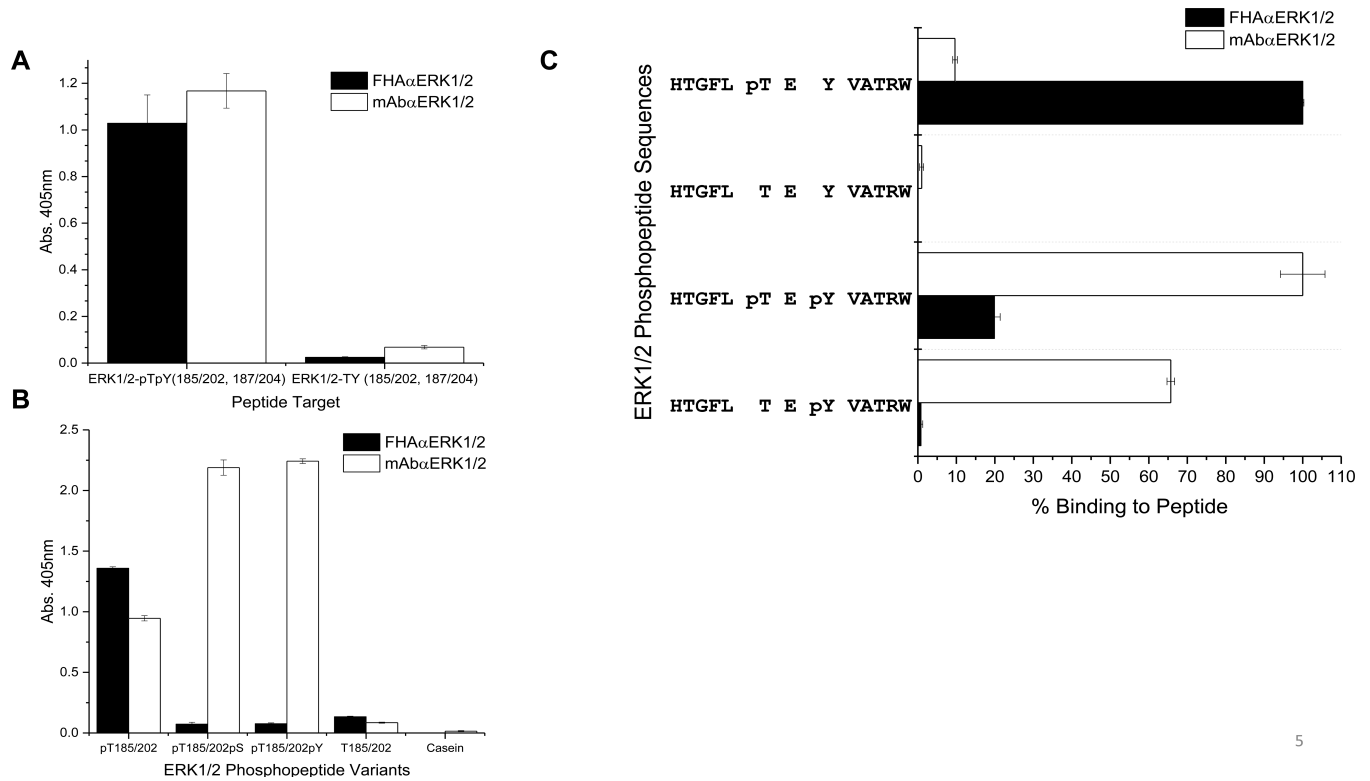 A
FHAαERK1/2
mAbαERK1/2
1.2
1.0
0.8
0.6
0.4
0.2
0.0
Abs. 405nm
ERK1/2-pTpY(185/202, 187/204)
ERK1/2-TY (185/202, 187/204)
Peptide Target
B
FHAαERK1/2
mAbαERK1/2
2.5
2.0
1.5
1.0
0.5
0.0
Abs. 405nm
pT185/202
pT185/202pS
pT185/202pY
T185/202
Casein
ERK1/2 Phosphopeptide Variants
C
FHAαERK1/2
mAbαERK1/2
ERK1/2 Phosphopeptide Sequences
HTGFL pT E Y VATRW
HTGFL T E Y VATRW
HTGFL pT E pY VATRW
HTGFL T E pY VATRW
0 10 20 30 40 50 60 70 80 90 100 110
% Binding to Peptide
5